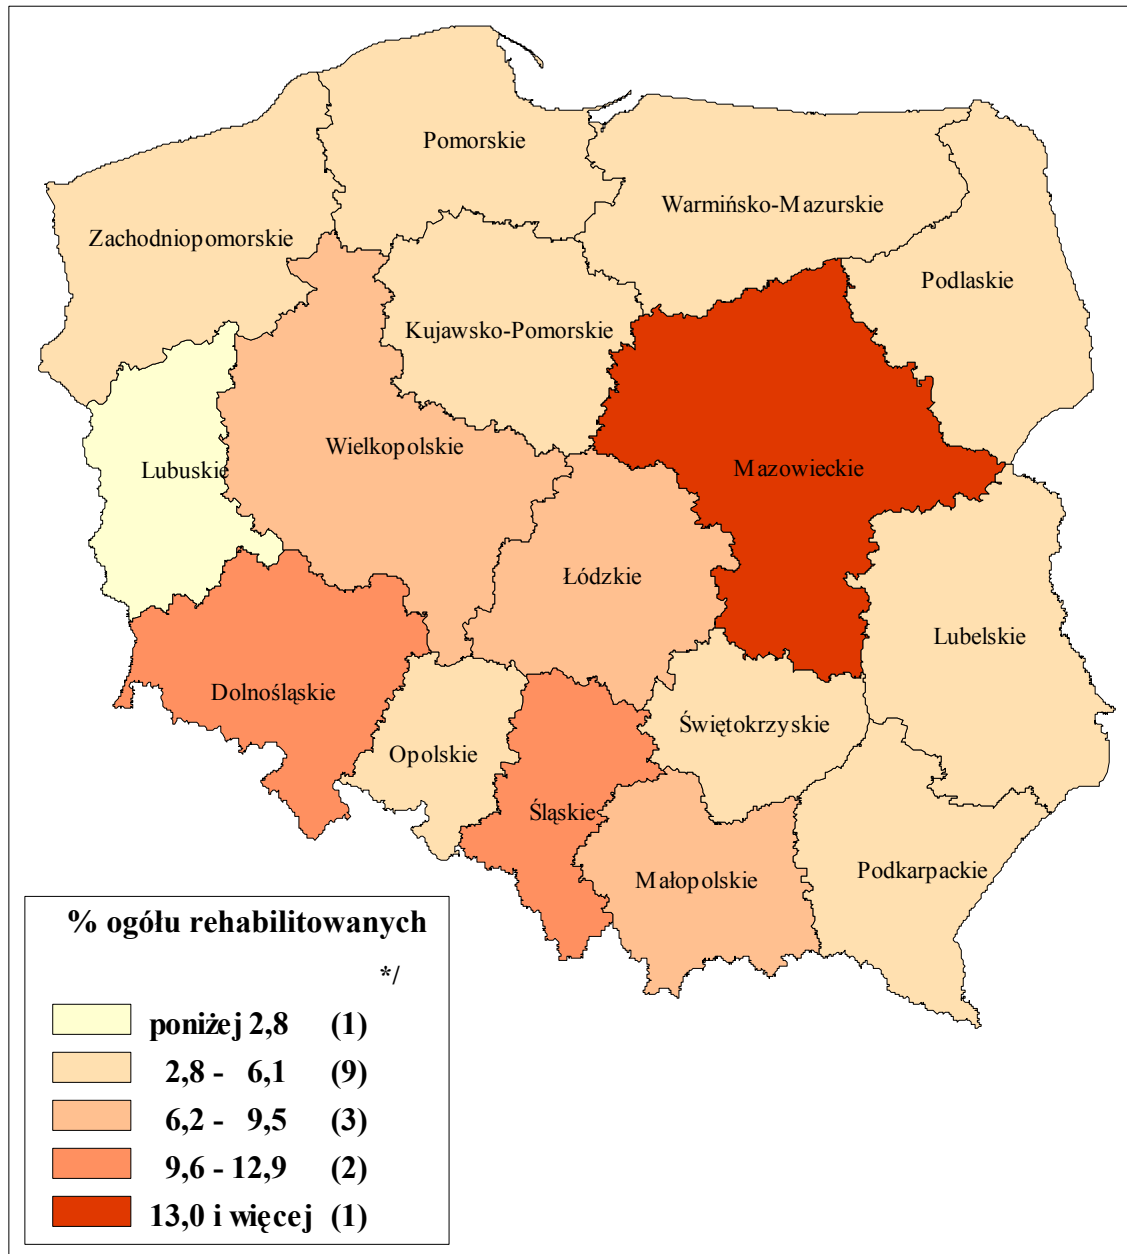 Pomorskie
Warmińsko-Mazurskie
Zachodniopomorskie
Podlaskie
Kujawsko-Pomorskie
Wielkopolskie
Lubuskie
Mazowieckie
Łódzkie
Lubelskie
Dolnośląskie
Świętokrzyskie
Opolskie
Śląskie
Podkarpackie
Małopolskie
% ogółu rehabilitowanych
*/
poniżej 2,8 (1)
2,8 - 6,1 (9)
6,2 - 9,5 (3)
9,6 - 12,9 (2)
13,0 i więcej (1)